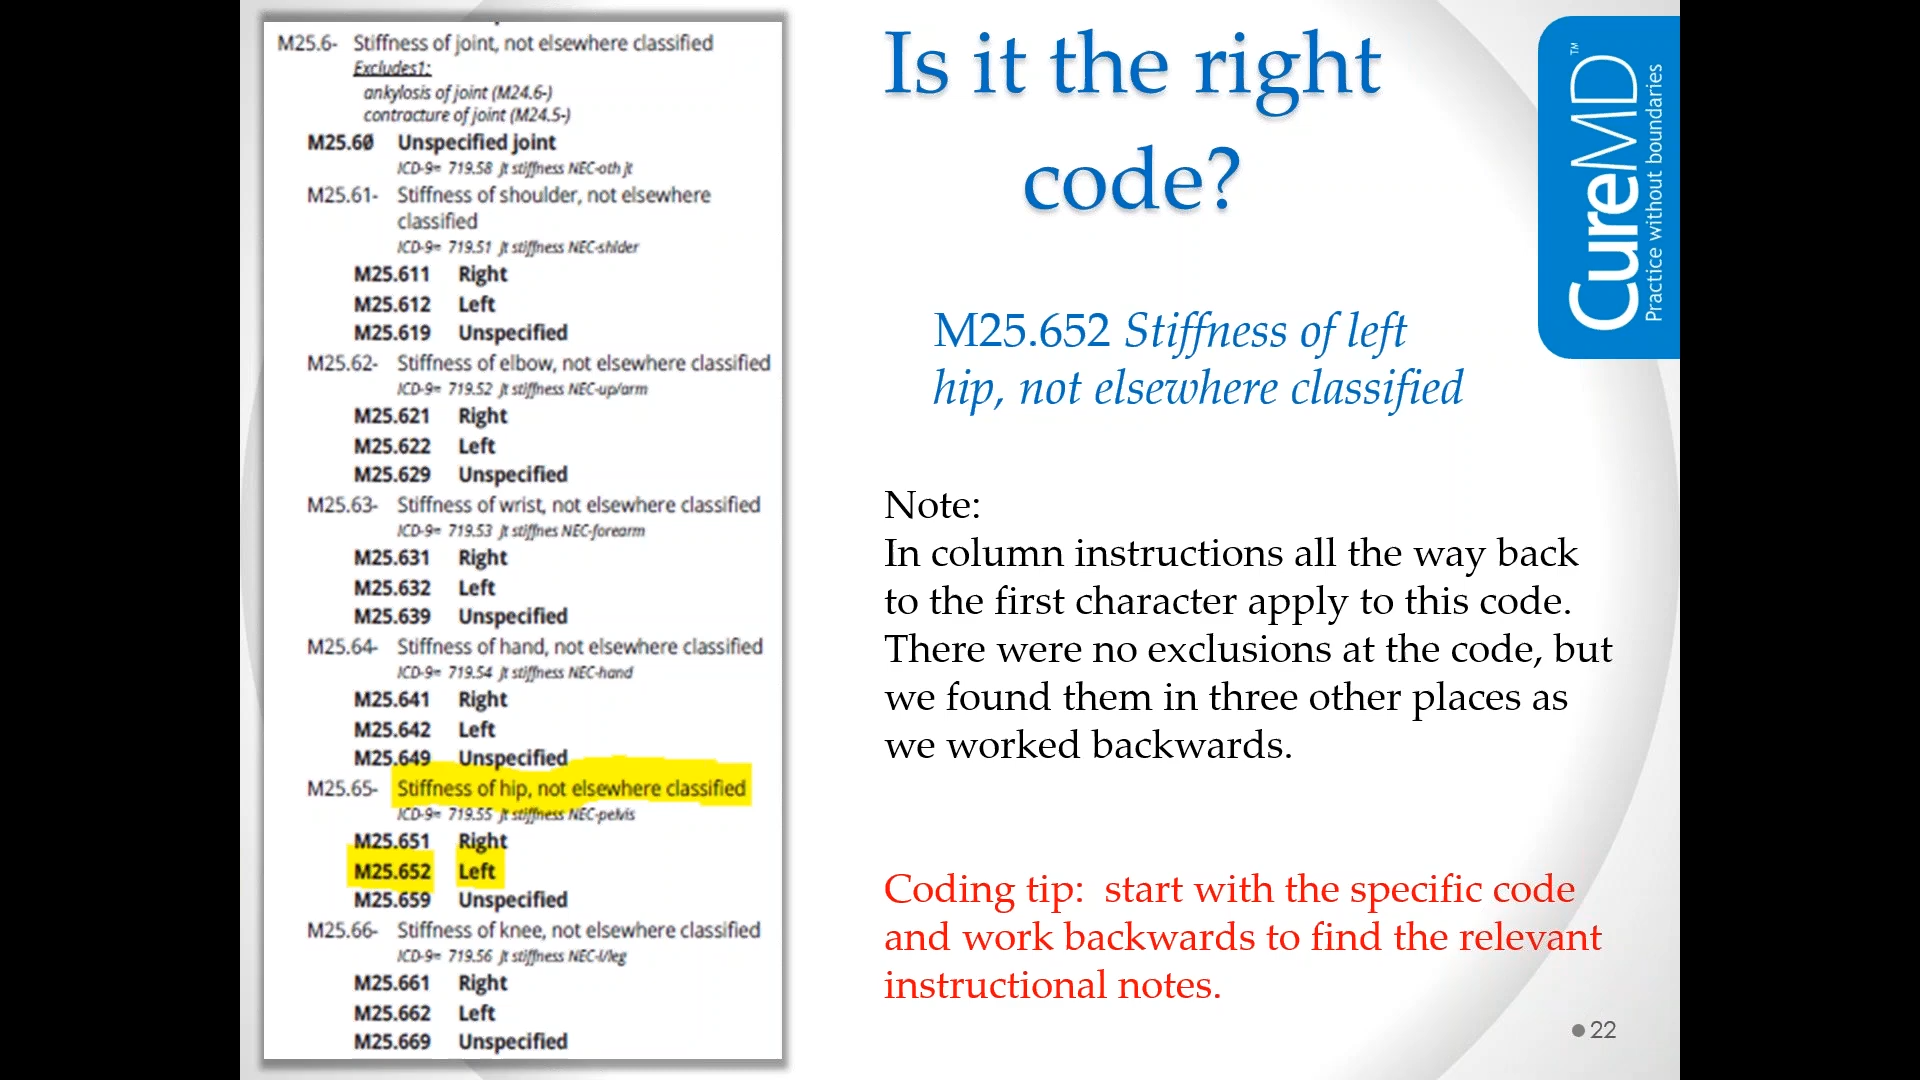 M25.6- Stiffness of joint, not elsewhere classified
Excludes1:
ankylosis of joint (M24.6-)
contracture of joint (M24.5-)
M25.60 Unspecified joint
ICD-9= 719.58 Jt stiffness NEC-oth jt
M25.61- Stiffness of shoulder, not elsewhere
classified
ICD-9= 719.51 Jt stiffness NEC-shlder
M25.611 Right
M25.612 Left
M25.619 Unspecified
M25.62- Stiffness of elbow, not elsewhere classified
ICD-9= 719.52 Jt stiffness NEC-up/arm
M25.621 Right
M25.622 Left
M25.629 Unspecified
M25.63- Stiffness of wrist, not elsewhere classified
ICD-9= 719.53 Jt stiffnes NEC-forearm
M25.631 Right
M25.632 Left
M25.639 Unspecified
M25.64- Stiffness of hand, not elsewhere classified
ICD-9= 719.54 Jt stiffness NEC-hand
M25.641 Right
M25.642 Left
M25.649 Unspecified
M25.65- Stiffness of hip, not elsewhere classified
ICD-9= 719.55 Jt stiffness NEC-pelvis
M25.651 Right
M25.652 Left
M25.659 Unspecified
M25.66- Stiffness of knee, not elsewhere classified
ICD-9= 719.56 Jt stiffness NEC-l/leg
M25.661 Right
M25.662 Left
M25.669 Unspecified
Is it the right
code?
M25.652 Stiffness of left
hip, not elsewhere classified
Note:
In column instructions all the way back
to the first character apply to this code.
There were no exclusions at the code, but
we found them in three other places as
we worked backwards.
Coding tip: start with the specific code
and work backwards to find the relevant
instructional notes.
CureMD™
Practice without boundaries
22